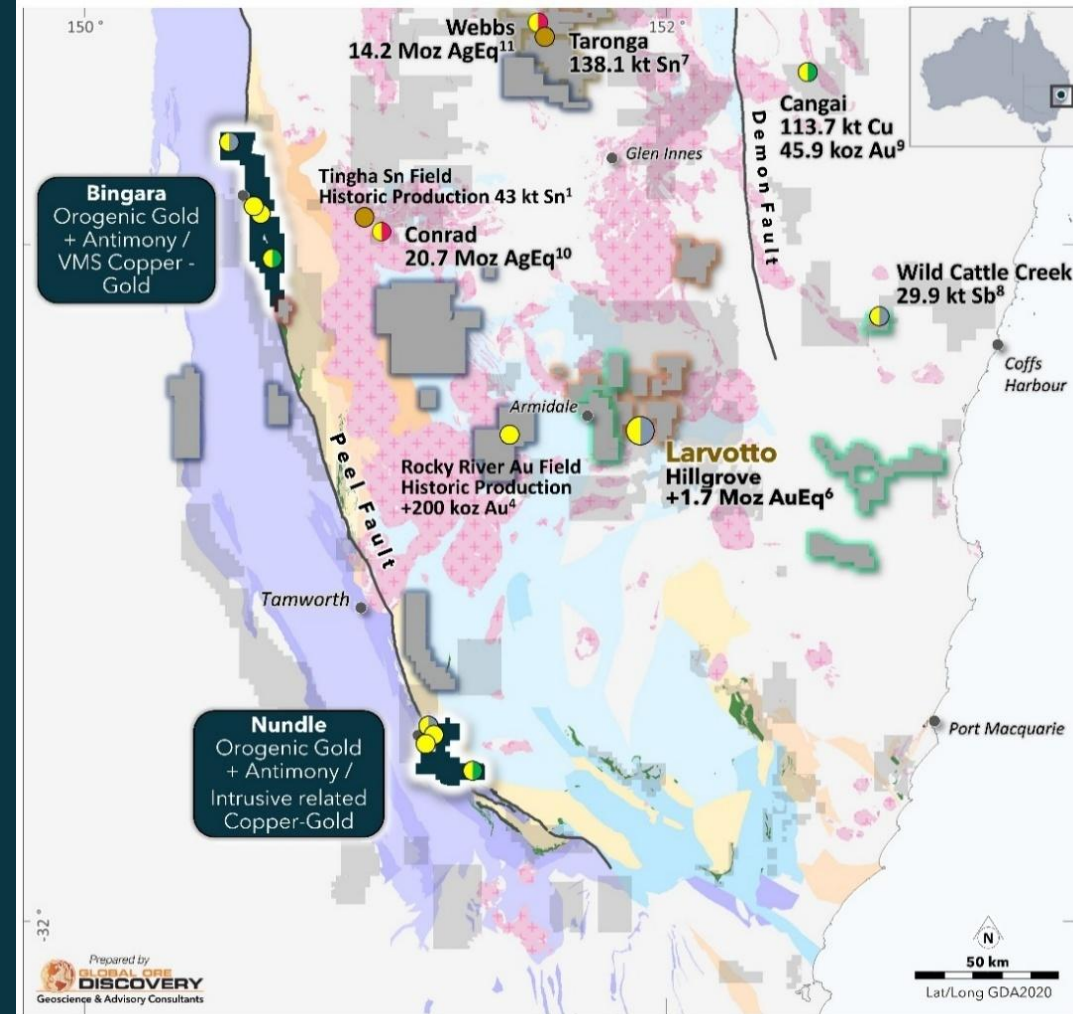 150°
152°
Webbs
14.2 Moz AgEq11
Taronga
138.1 kt Sn7
Cangai
113.7 kt Cu
45.9 koz Au9
Demon Fault
Glen Innes
Tingha Sn Field
Historic Production 43 kt Sn1
Conrad
20.7 Moz AgEq10
Bingara
Orogenic Gold
+ Antimony /
VMS Copper -
Gold
Wild Cattle Creek
29.9 kt Sb8
Coffs
Harbour
Armidale
Larvotto
Hillgrove
+1.7 Moz AuEq6
Rocky River Au Field
Historic Production
+200 koz Au4
Peel Fault
Tamworth
Nundle
Orogenic Gold
+ Antimony /
Intrusive related
Copper-Gold
Port Macquarie
-32°
Prepared by
GLOBAL ORE
DISCOVERY
Geoscience & Advisory Consultants
N
50 km
Lat/Long GDA2020